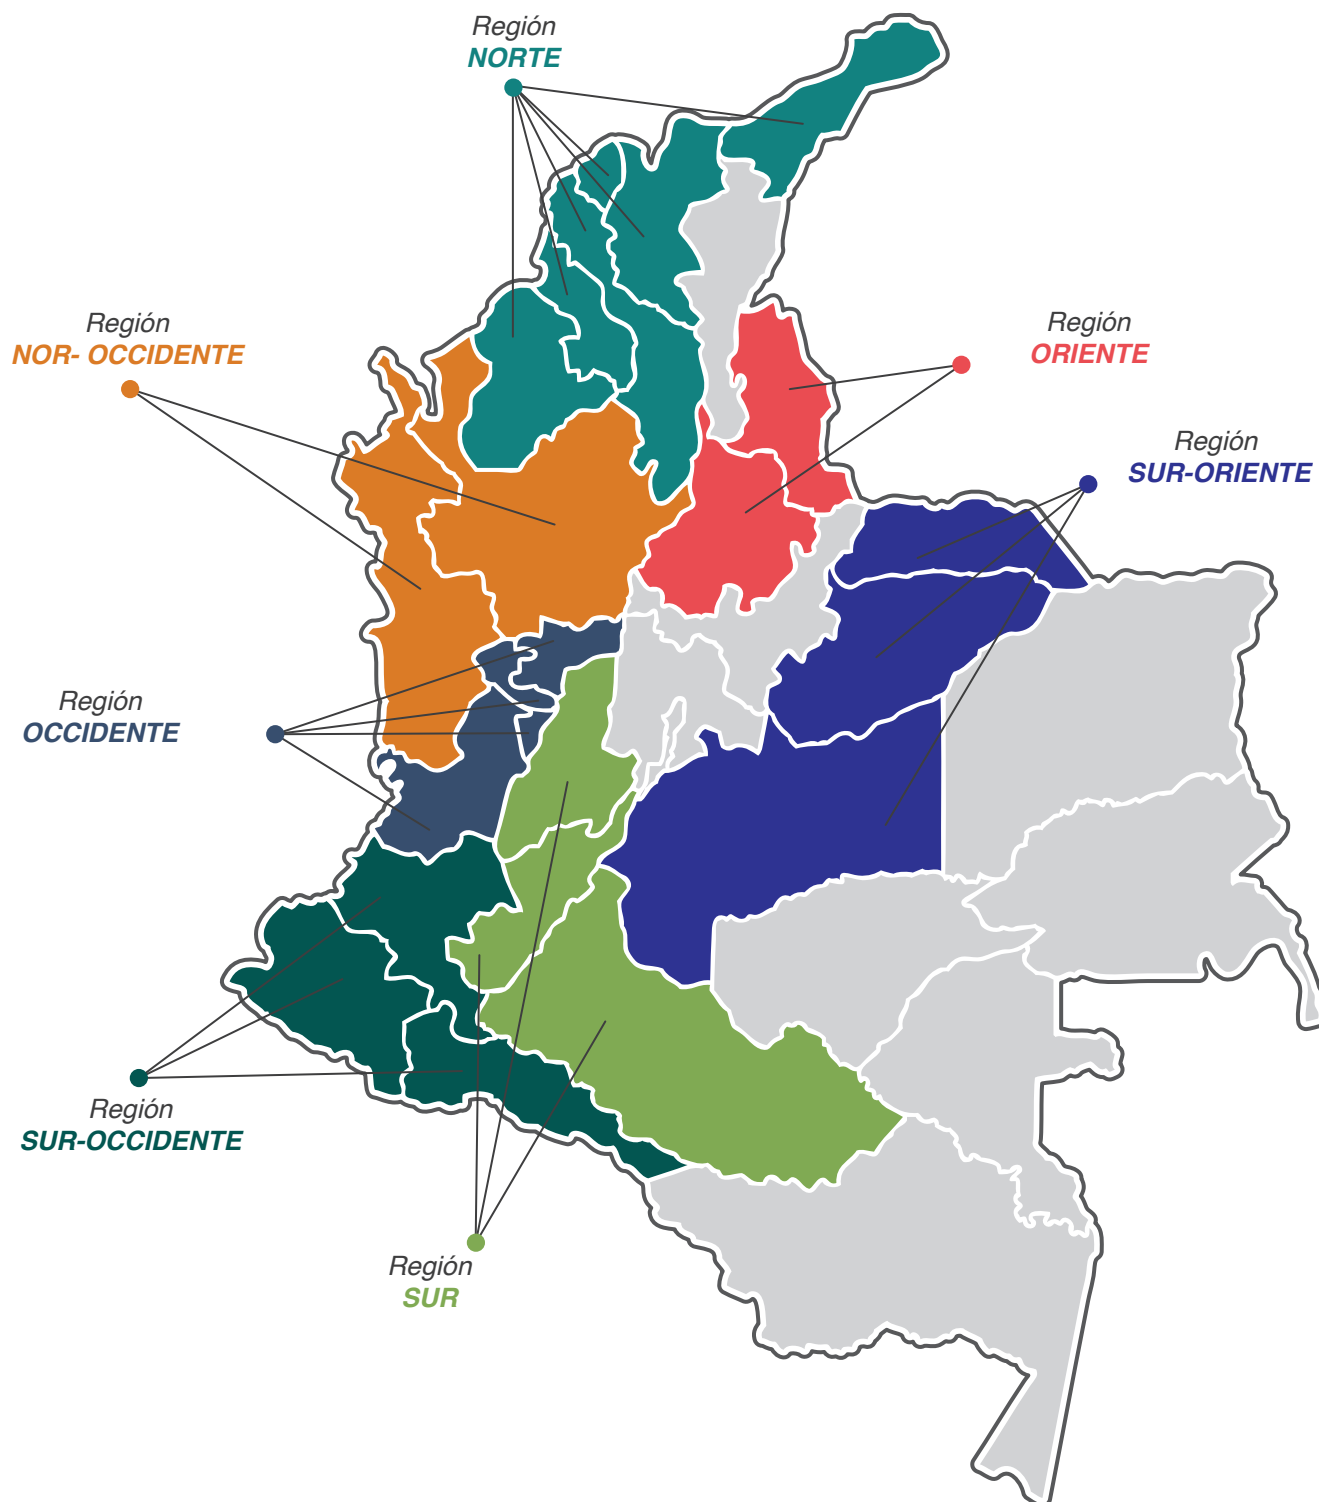 Región
NORTE
Región
NOR- OCCIDENTE
Región
ORIENTE
Región
SUR-ORIENTE
Región
OCCIDENTE
Región
SUR-OCCIDENTE
Región
SUR